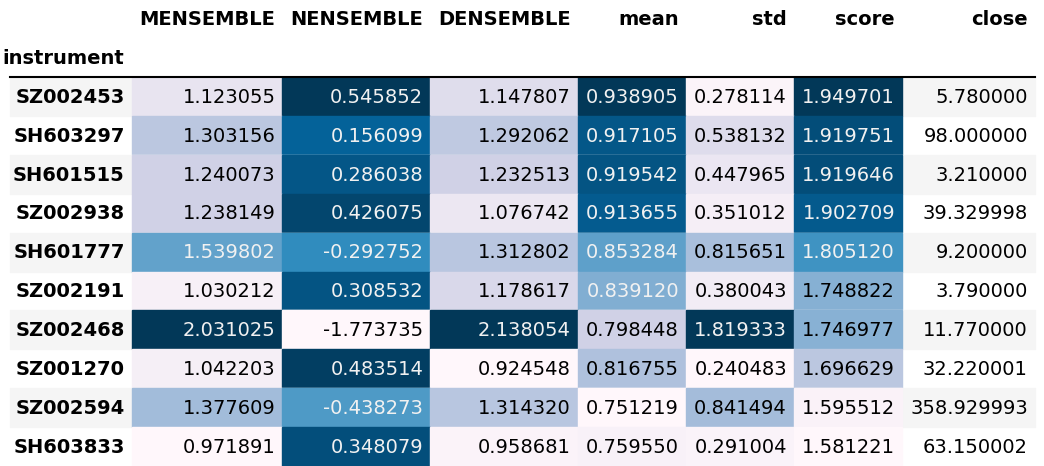 MENSEMBLE NENSEMBLE DENSEMBLE mean std score close
instrument
SZ002453 1.123055 0.545852 1.147807 0.938905 0.278114 1.949701 5.780000
SH603297 1.303156 0.156099 1.292062 0.917105 0.538132 1.919751 98.000000
SH601515 1.240073 0.286038 1.232513 0.919542 0.447965 1.919646 3.210000
SZ002938 1.238149 0.426075 1.076742 0.913655 0.351012 1.902709 39.329998
SH601777 1.539802 -0.292752 1.312802 0.853284 0.815651 1.805120 9.200000
SZ002191 1.030212 0.308532 1.178617 0.839120 0.380043 1.748822 3.790000
SZ002468 2.031025 -1.773735 2.138054 0.798448 1.819333 1.746977 11.770000
SZ001270 1.042203 0.483514 0.924548 0.816755 0.240483 1.696629 32.220001
SZ002594 1.377609 -0.438273 1.314320 0.751219 0.841494 1.595512 358.929993
SH603833 0.971891 0.348079 0.958681 0.759550 0.291004 1.581221 63.150002